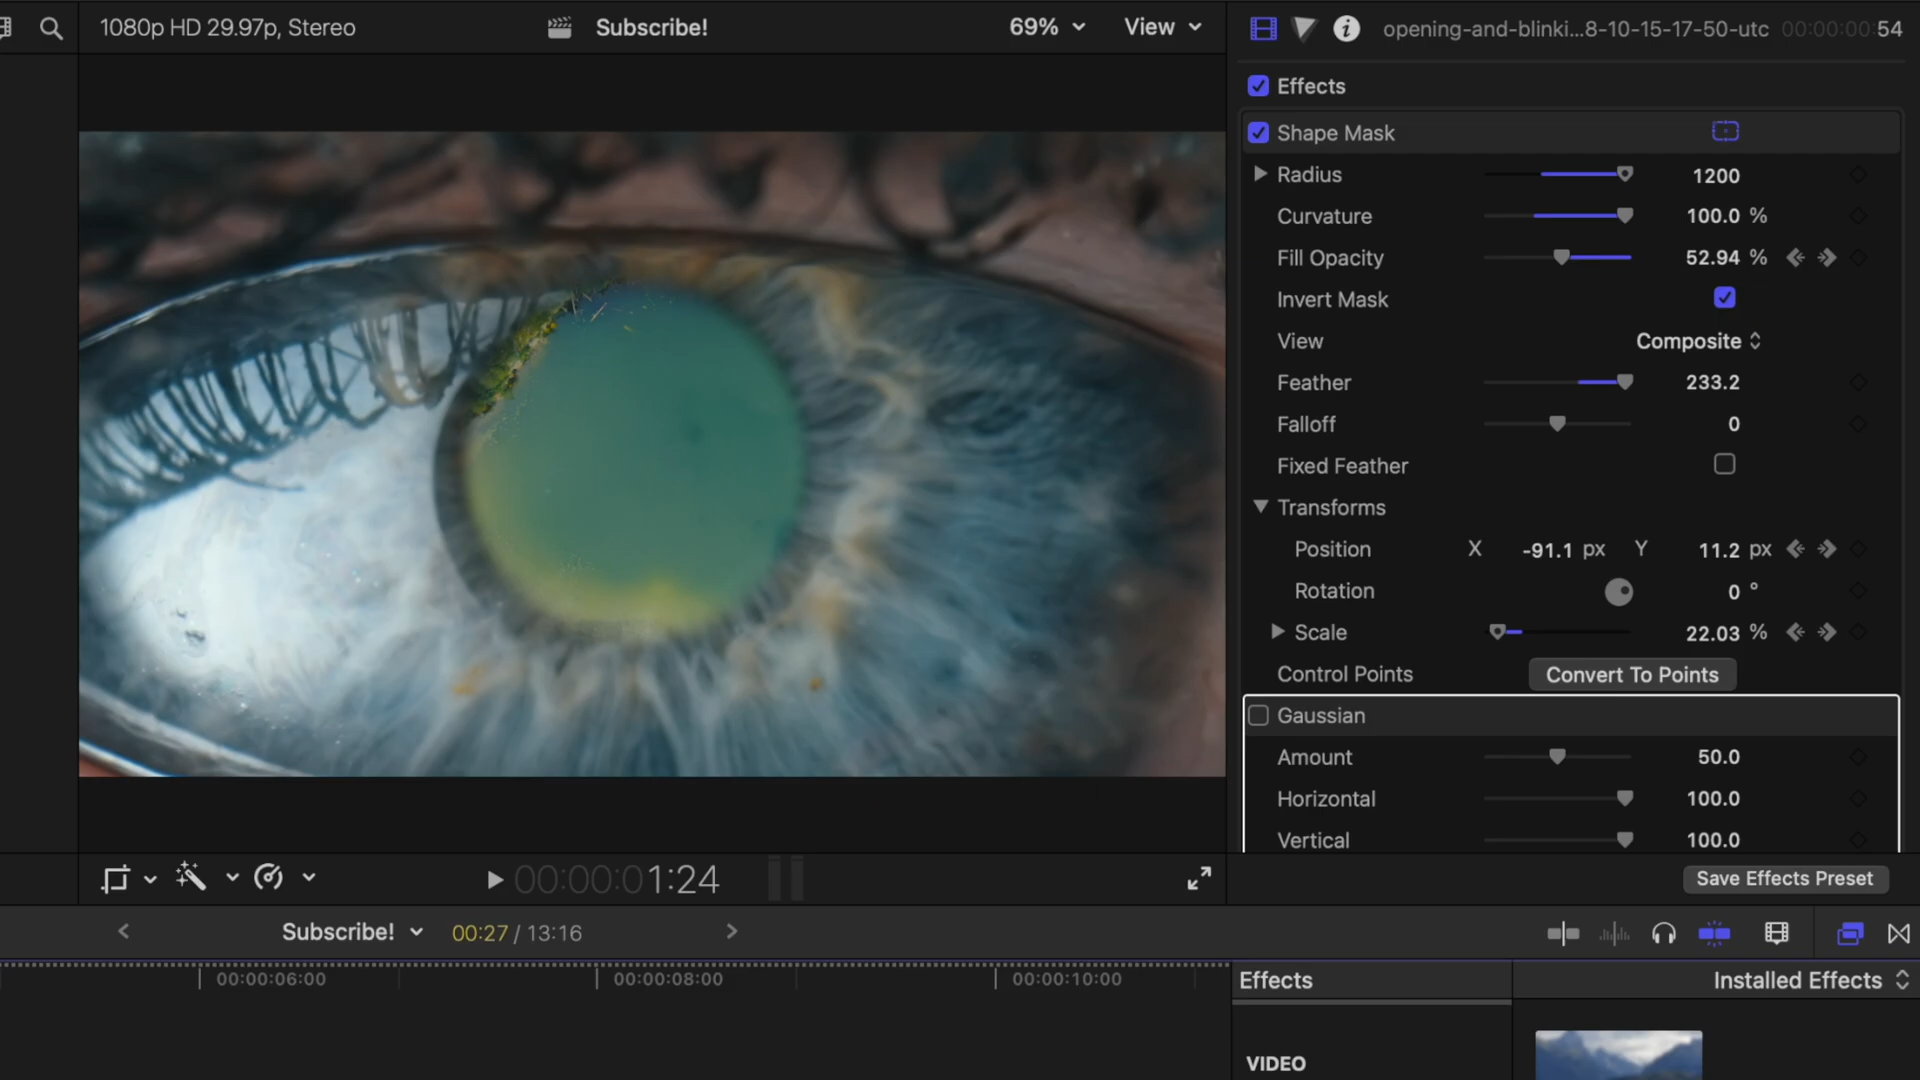 1080p HD 29.97p, Stereo
Subscribe!
69%
View
opening-and-blinki...8-10-15-17-50-utc
00:00:00:54
Effects
Shape Mask
Radius 1200
Curvature 100.0 %
Fill Opacity 52.94 %
Invert Mask
View Composite
Feather 233.2
Falloff 0
Fixed Feather
Transforms
Position X -91.1 px Y 11.2 px
Rotation 0 °
Scale 22.03 %
Control Points Convert To Points
Gaussian
Amount 50.0
Horizontal 100.0
Vertical 100.0
00:00:01:24
Save Effects Preset
Subscribe! 00:27 / 13:16
00:00:06:00 00:00:08:00 00:00:10:00
Effects Installed Effects
VIDEO